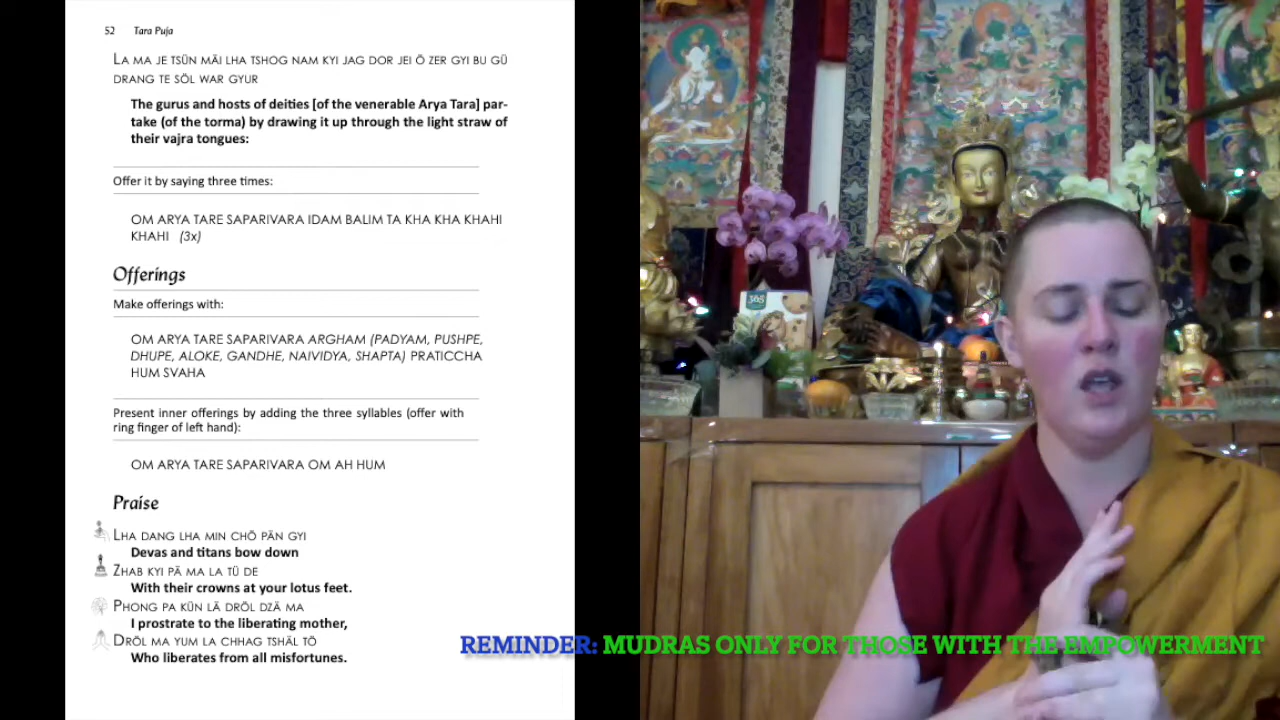 52 Tara Puja
LA MA JE TSÜN MÄI LHA TSHOG NAM KYI JAG DOR JEI Ö ZER GYI BU GÜ
DRANG TE SÖL WAR GYUR
The gurus and hosts of deities [of the venerable Arya Tara] par-
take (of the torma) by drawing it up through the light straw of
their vajra tongues:
Offer it by saying three times:
OM ARYA TARE SAPARIVARA IDAM BALIM TA KHA KHA KHAHI
KHAHI (3x)
Offerings
Make offerings with:
OM ARYA TARE SAPARIVARA ARGHAM (PADYAM, PUSHPE,
DHUPE, ALOKE, GANDHE, NAIVIDYA, SHAPTA) PRATICCHA
HUM SVAHA
Present inner offerings by adding the three syllables (offer with
ring finger of left hand):
OM ARYA TARE SAPARIVARA OM AH HUM
Praise
LHA DANG LHA MIN CHÖ PÄN GYI
Devas and titans bow down
ZHAB KYI PÄ MA LA TÜ DE
With their crowns at your lotus feet.
PHONG PA KÜN LÄ DRÖL DZÄ MA
I prostrate to the liberating mother,
DRÖL MA YUM LA CHHAG TSHÄL TÖ
Who liberates from all misfortunes.
365
REMINDER: MUDRAS ONLY FOR THOSE WITH THE EMPOWERMENT